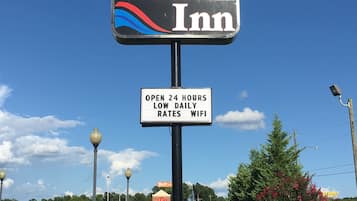 Inn
OPEN 24 HOURS
LOW DAILY
RATES WIFI